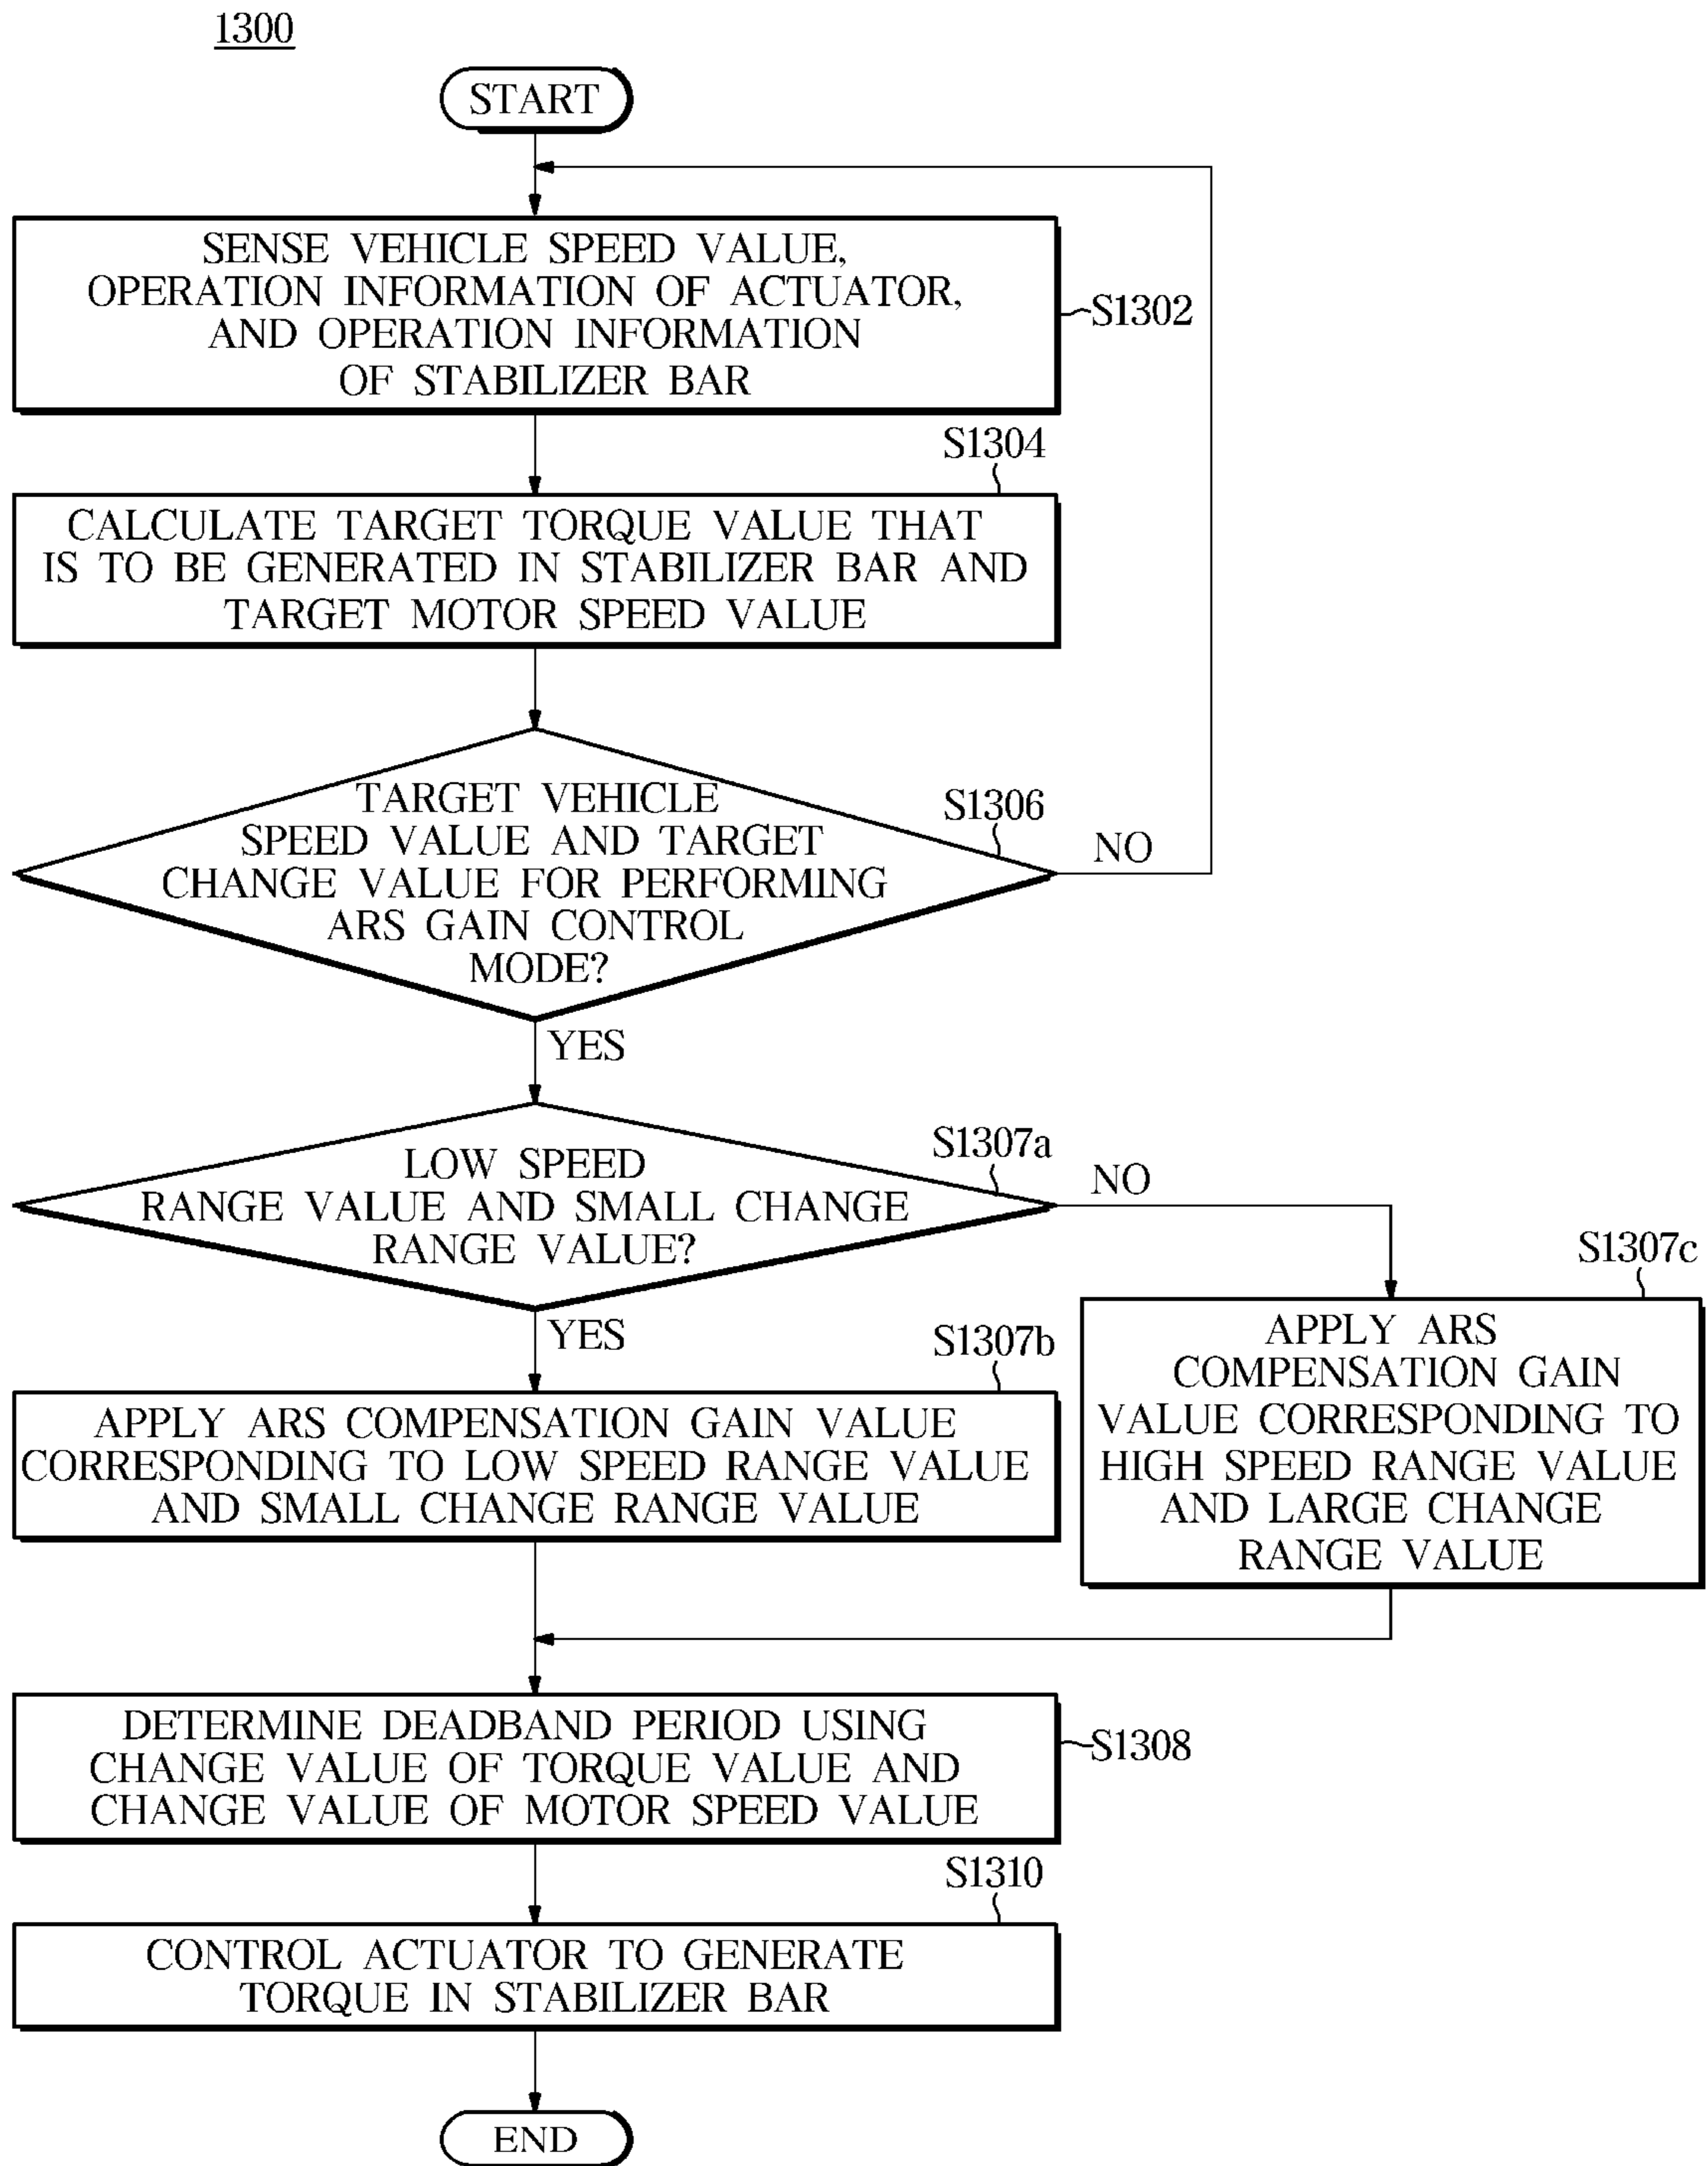 1300
START
SENSE VEHICLE SPEED VALUE,
OPERATION INFORMATION OF ACTUATOR,
AND OPERATION INFORMATION
OF STABILIZER BAR
S1302
S1304
CALCULATE TARGET TORQUE VALUE THAT
IS TO BE GENERATED IN STABILIZER BAR AND
TARGET MOTOR SPEED VALUE
TARGET VEHICLE
SPEED VALUE AND TARGET
CHANGE VALUE FOR PERFORMING
ARS GAIN CONTROL
MODE?
S1306
NO
YES
LOW SPEED
RANGE VALUE AND SMALL CHANGE
RANGE VALUE?
S1307a
NO
YES
S1307b
APPLY ARS COMPENSATION GAIN VALUE
CORRESPONDING TO LOW SPEED RANGE VALUE
AND SMALL CHANGE RANGE VALUE
S1307c
APPLY ARS
COMPENSATION GAIN
VALUE CORRESPONDING TO
HIGH SPEED RANGE VALUE
AND LARGE CHANGE
RANGE VALUE
DETERMINE DEADBAND PERIOD USING
CHANGE VALUE OF TORQUE VALUE AND
CHANGE VALUE OF MOTOR SPEED VALUE
S1308
S1310
CONTROL ACTUATOR TO GENERATE
TORQUE IN STABILIZER BAR
END